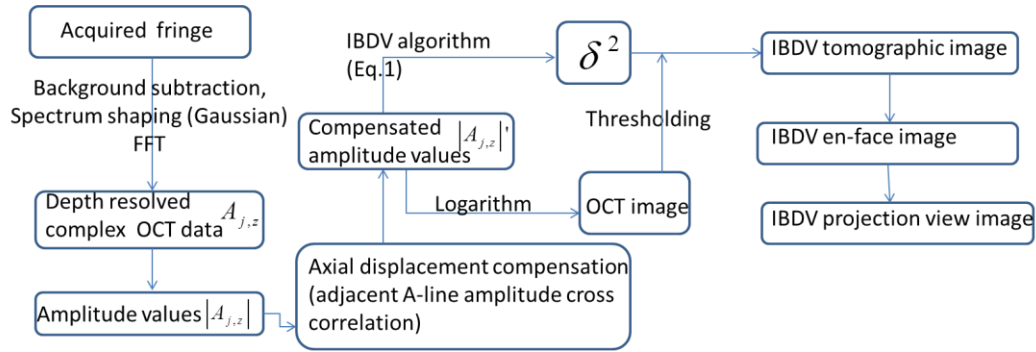 Acquired fringe
Background subtraction,
Spectrum shaping (Gaussian)
FFT
Depth resolved
complex OCT data A_{j,z}
Amplitude values |A_{j,z}|
Axial displacement compensation
(adjacent A-line amplitude cross
correlation)
Compensated
amplitude values |A_{j,z}|'
IBDV algorithm
(Eq.1)
δ²
Logarithm
OCT image
Thresholding
IBDV tomographic image
IBDV en-face image
IBDV projection view image